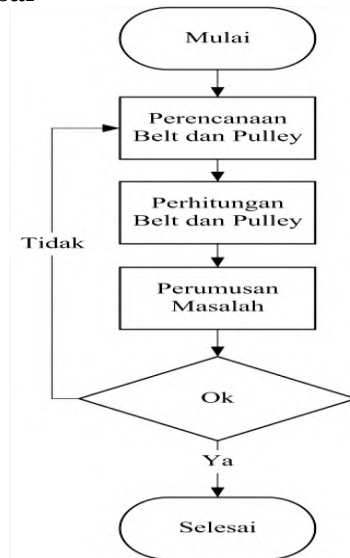 Mulai
Perencanaan
Belt dan Pulley
Perhitungan
Belt dan Pulley
Tidak
Perumusan
Masalah
Ok
Ya
Selesai